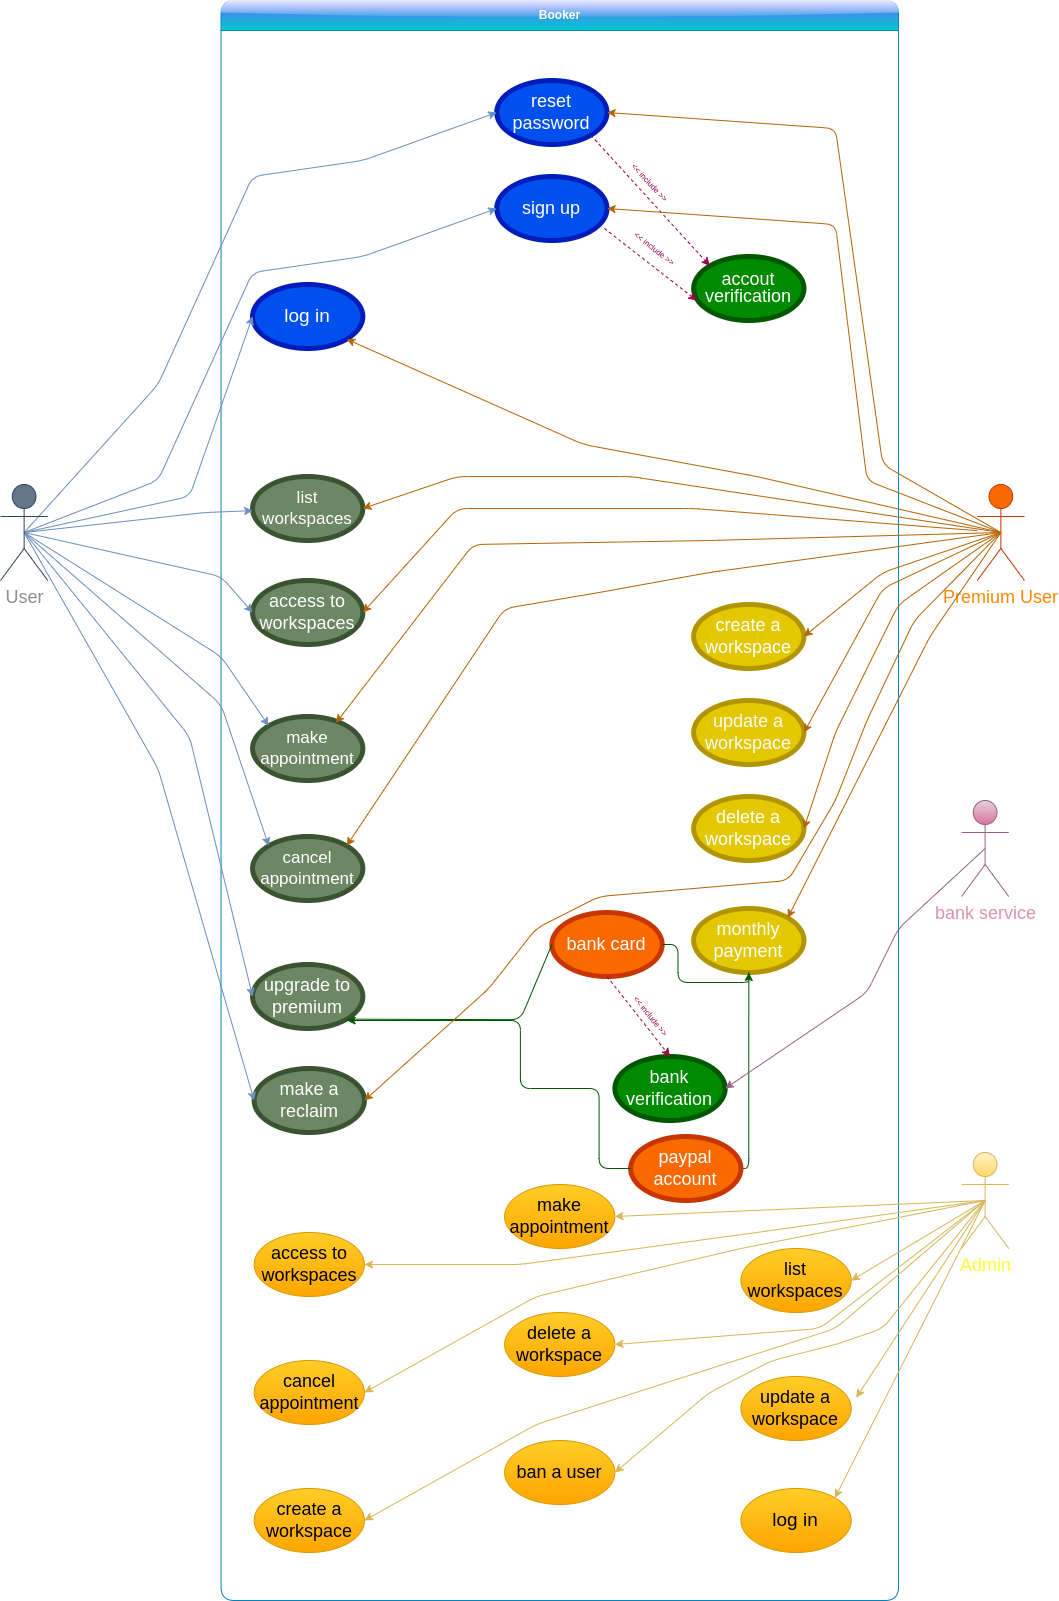 Booker
reset
password
<< include >>
sign up
<< include >>
accout
verification
log in
list
workspaces
User
Premium User
access to
workspaces
create a
workspace
make
appointment
update a
workspace
delete a
workspace
cancel
appointment
bank service
bank card
monthly
payment
upgrade to
premium
<< include >>
make a
reclaim
bank
verification
paypal
account
make
appointment
access to
workspaces
list
workspaces
Admin
delete a
workspace
cancel
appointment
update a
workspace
ban a user
create a
workspace
log in